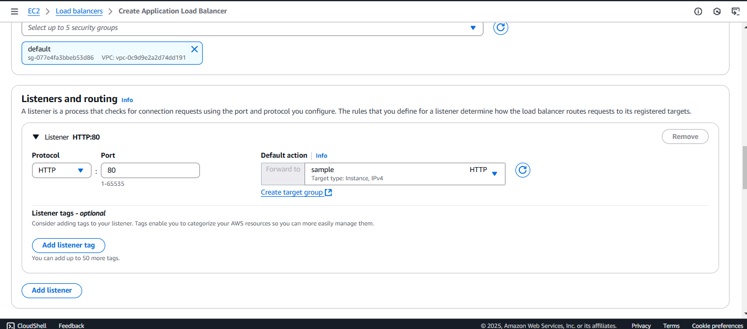 EC2 > Load balancers > Create Application Load Balancer
Select up to 5 security groups
default
sg-077e4fa3bbeb53d86 VPC: vpc-0c9d9e2a2d74dd191
Listeners and routing Info
A listener is a process that checks for connection requests using the port and protocol you configure. The rules that you define for a listener determine how the load balancer routes requests to its registered targets.
Listener HTTP:80
Remove
Protocol Port Default action Info
HTTP : 80 Forward to sample HTTP
Target type: Instance, IPv4
1-65535
Create target group
Listener tags - optional
Consider adding tags to your listener. Tags enable you to categorize your AWS resources so you can more easily manage them.
Add listener tag
You can add up to 50 more tags.
Add listener
CloudShell Feedback © 2025, Amazon Web Services, Inc. or its affiliates. Privacy Terms Cookie preferences